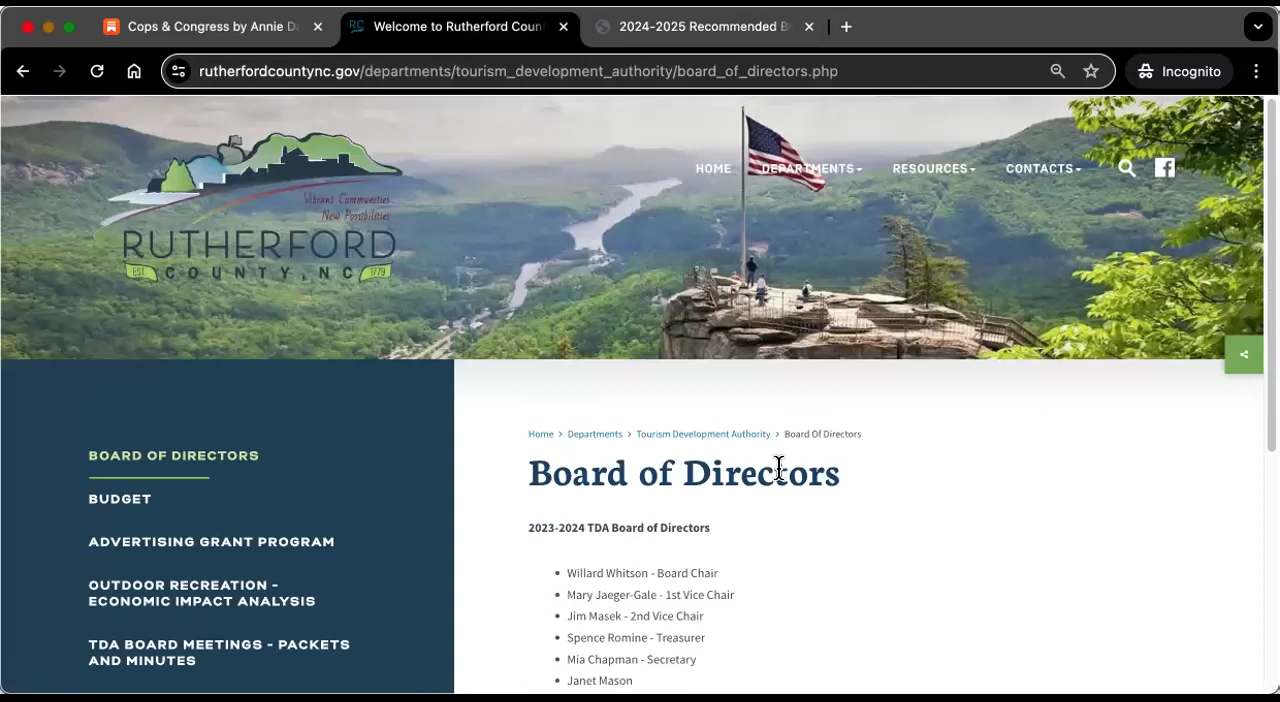 Cops & Congress by Annie De
Welcome to Rutherford Coun
2024-2025 Recommended B
rutherfordcountync.gov/departments/tourism_development_authority/board_of_directors.php
Incognito
Vibrant Communities
New Possibilities
RUTHERFORD
EST COUNTY, NC 1779
HOME
DEPARTMENTS
RESOURCES
CONTACTS
BOARD OF DIRECTORS
BUDGET
ADVERTISING GRANT PROGRAM
OUTDOOR RECREATION -
ECONOMIC IMPACT ANALYSIS
TDA BOARD MEETINGS - PACKETS
AND MINUTES
Home > Departments > Tourism Development Authority > Board Of Directors
Board of Directors
2023-2024 TDA Board of Directors
• Willard Whitson - Board Chair
• Mary Jaeger-Gale - 1st Vice Chair
• Jim Masek - 2nd Vice Chair
• Spence Romine - Treasurer
• Mia Chapman - Secretary
• Janet Mason